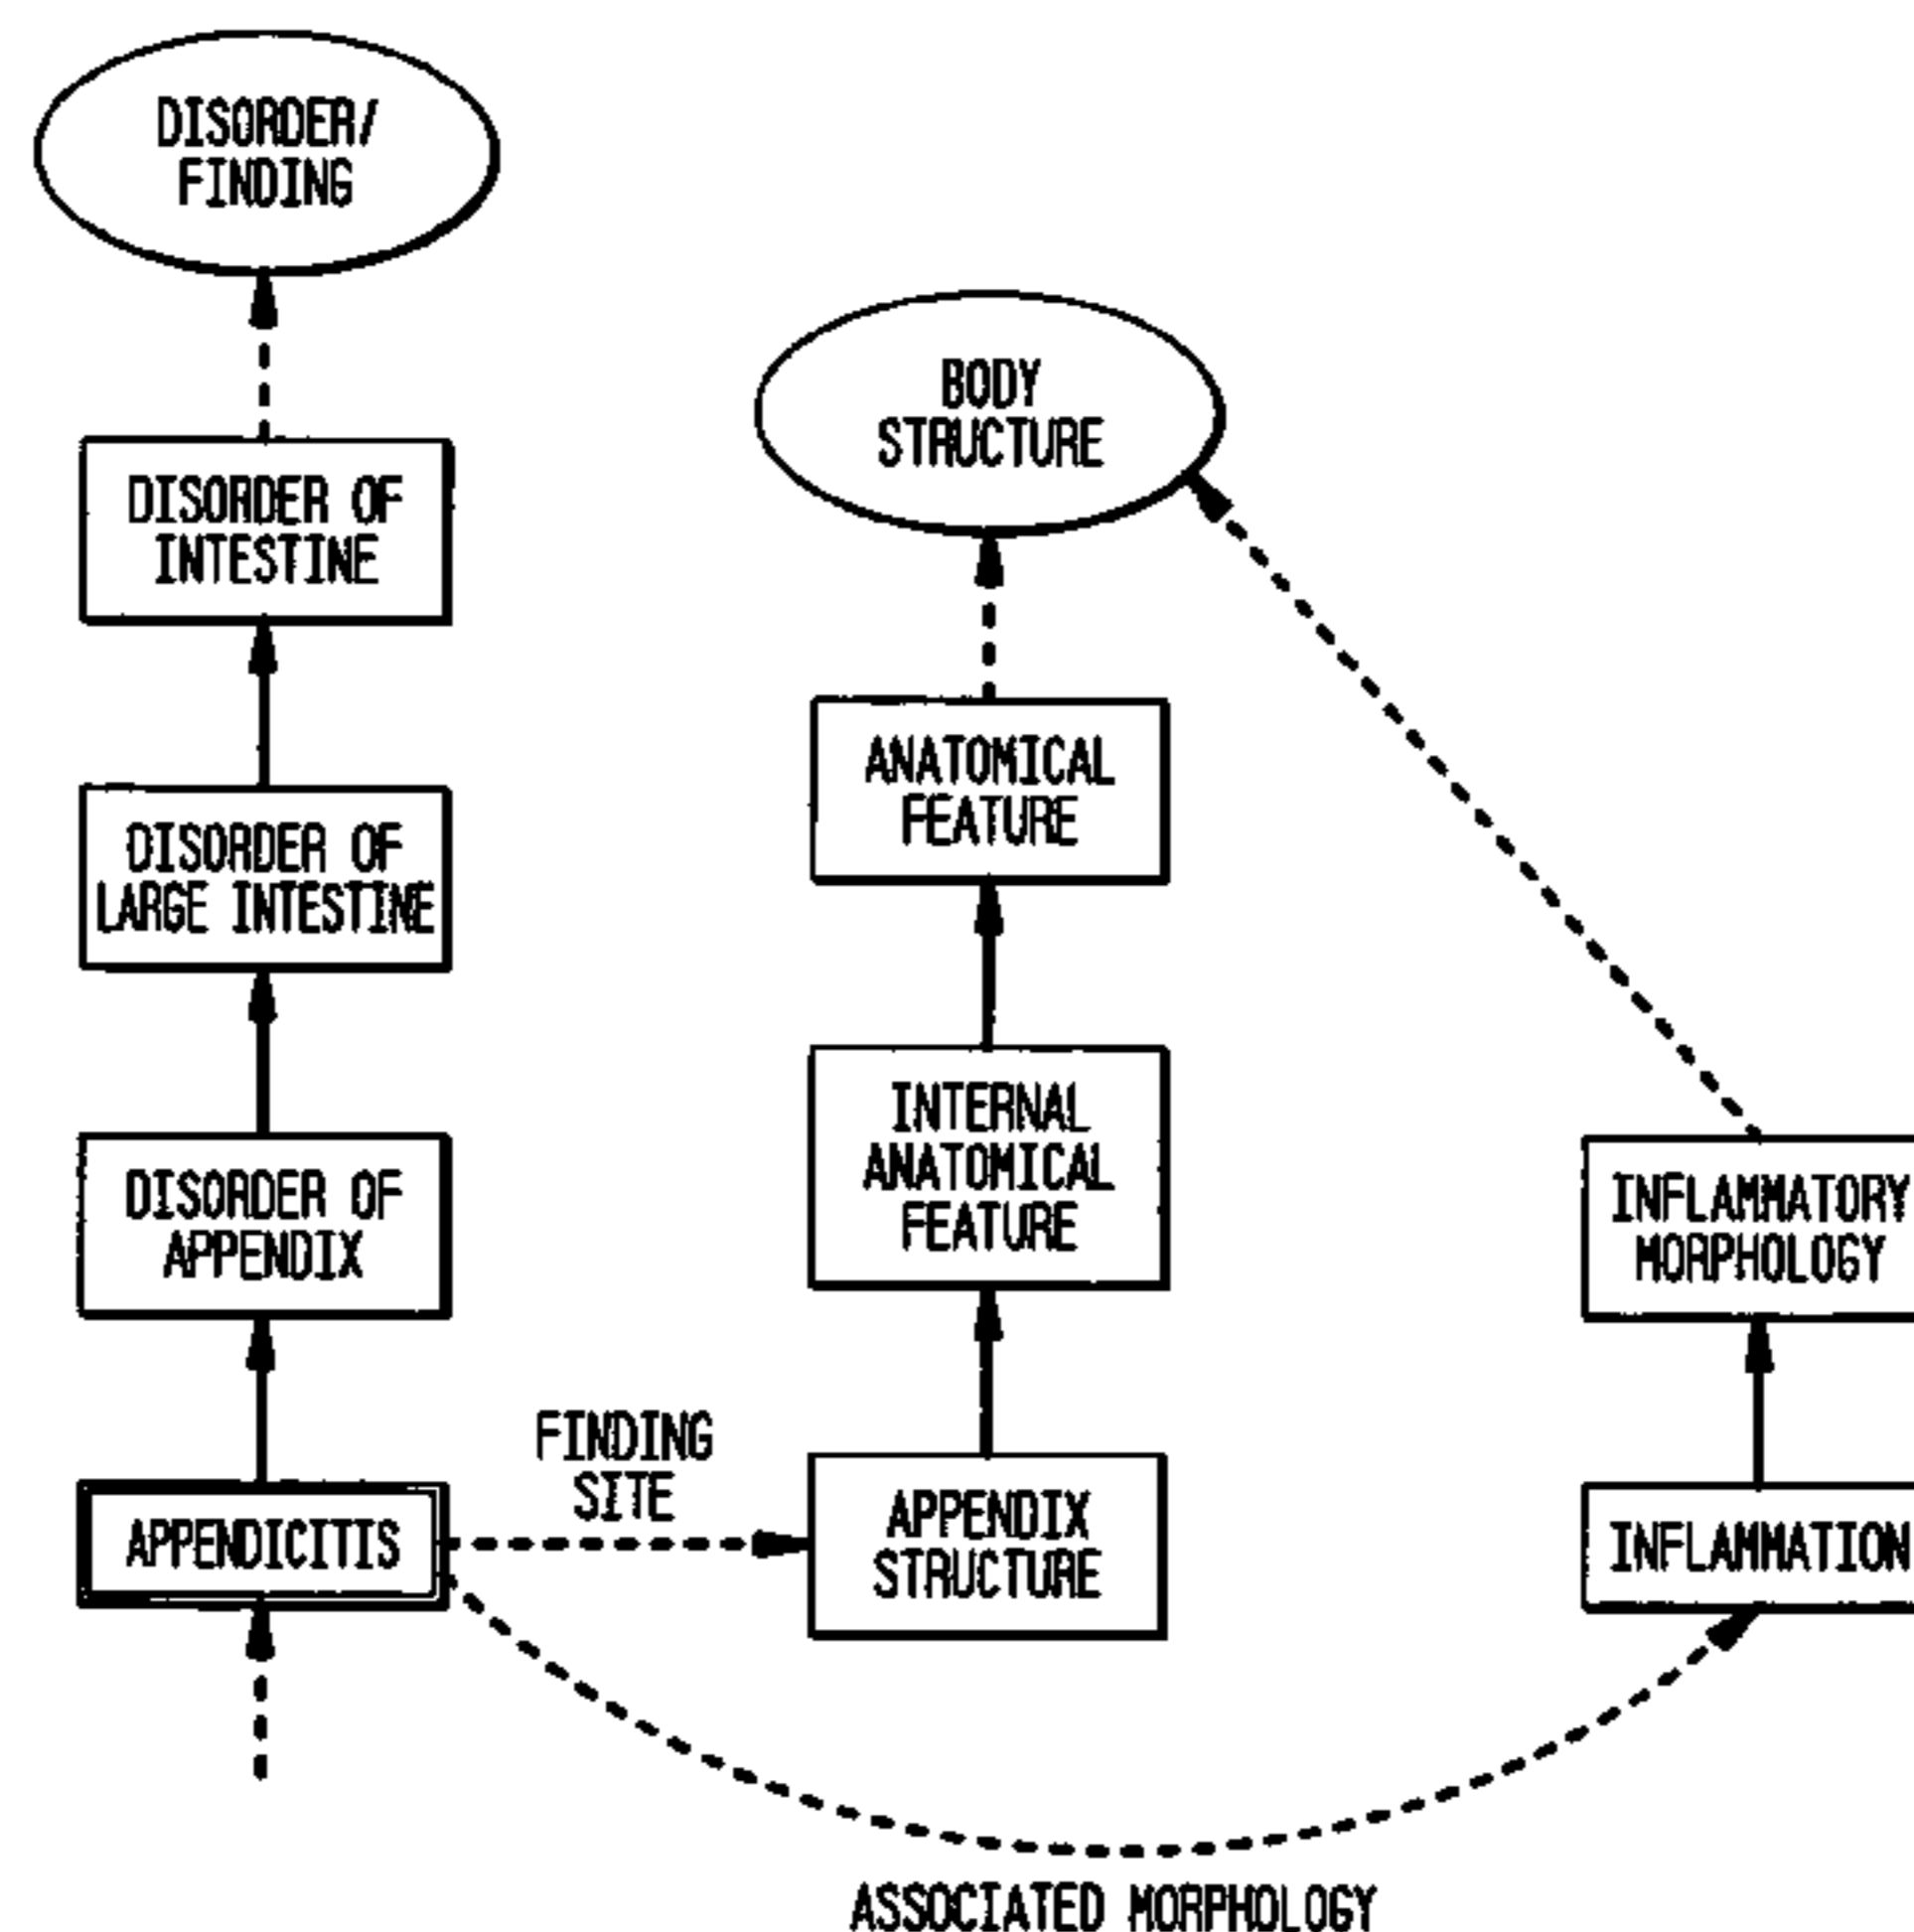 DISORDER/
FINDING
BODY
STRUCTURE
DISORDER OF
INTESTINE
ANATOMICAL
FEATURE
DISORDER OF
LARGE INTESTINE
INTERNAL
ANATOMICAL
FEATURE
DISORDER OF
APPENDIX
INFLAMMATORY
MORPHOLOGY
FINDING
SITE
APPENDICITIS
APPENDIX
STRUCTURE
INFLAMMATION
ASSOCIATED MORPHOLOGY